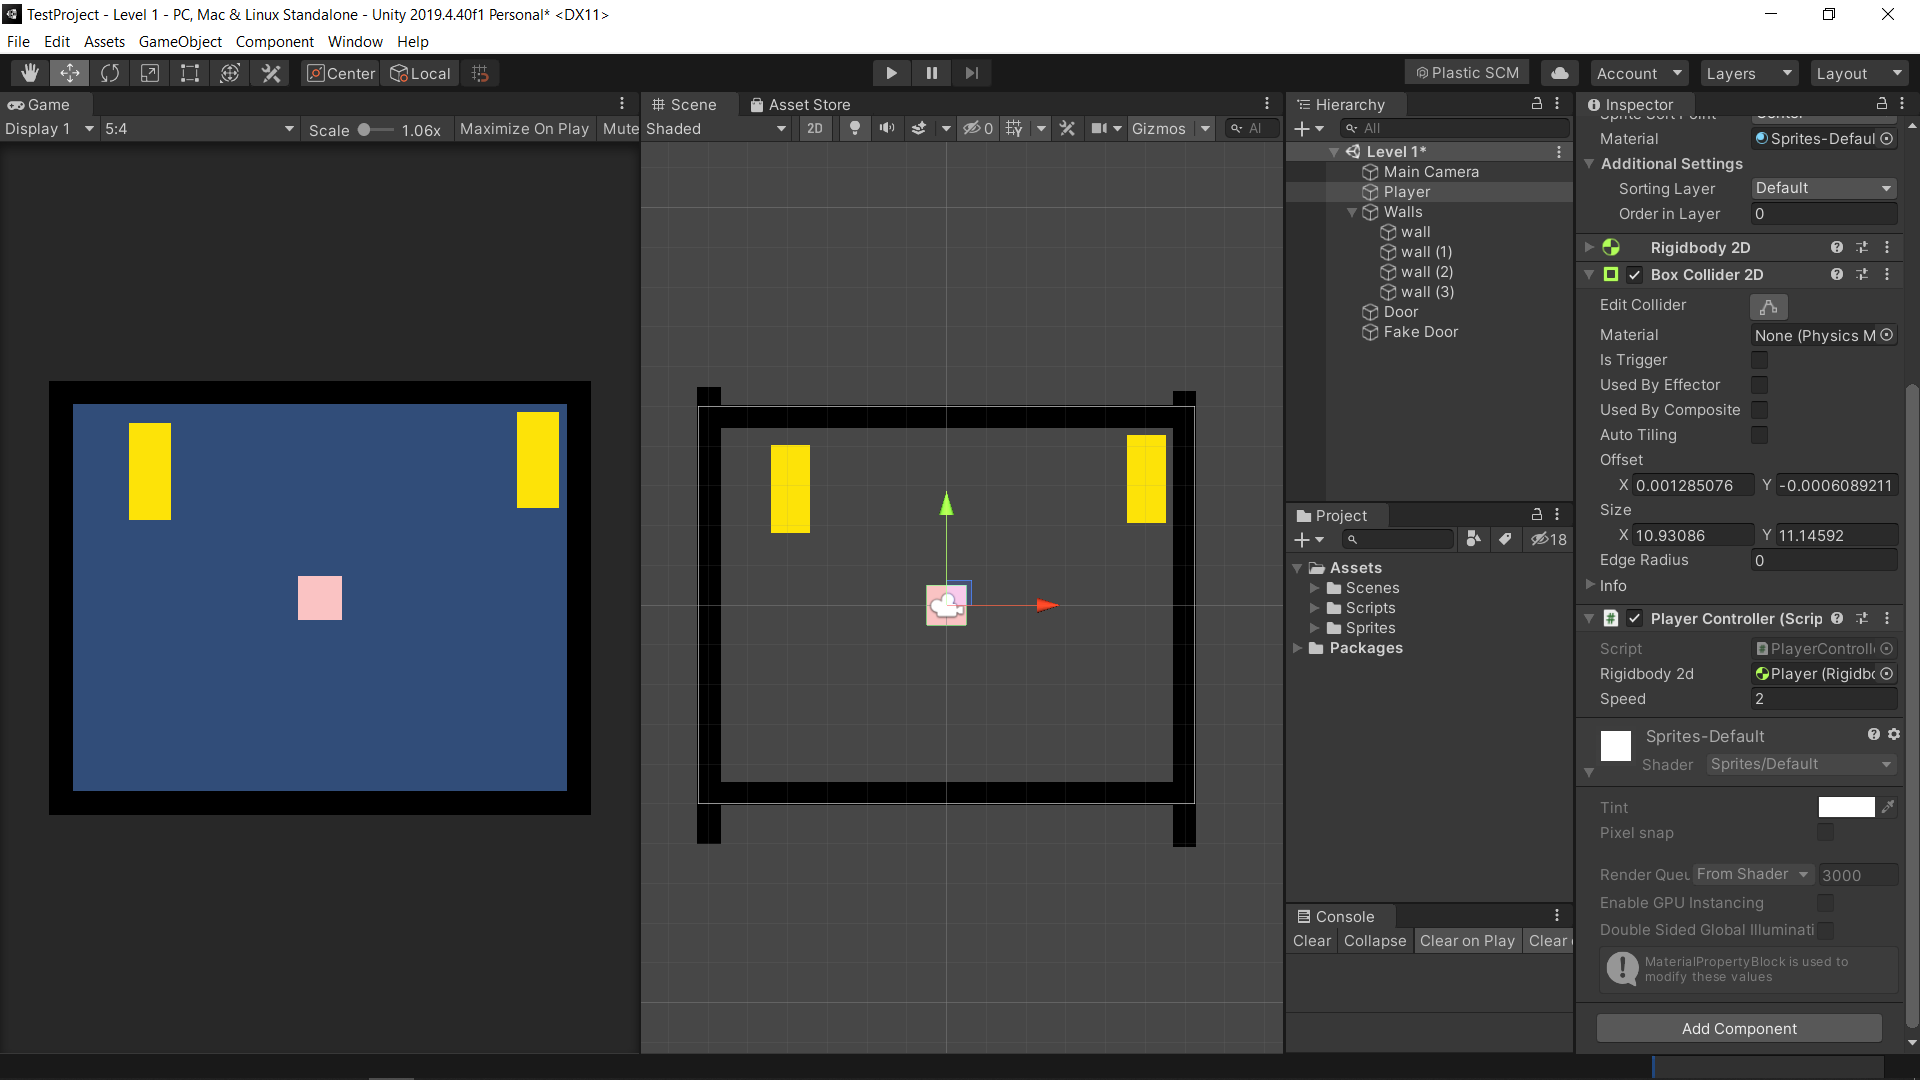 TestProject - Level 1 - PC, Mac & Linux Standalone - Unity 2019.4.40f1 Personal* <DX11>
File Edit Assets GameObject Component Window Help
Center Local Plastic SCM Account Layers Layout
Game
Display 1 5:4 Scale 1.06x Maximize On Play Mute
Scene Asset Store
Shaded 2D 0 Gizmos Al
Hierarchy
All
Level 1*
Main Camera
Player
Walls
wall
wall (1)
wall (2)
wall (3)
Door
Fake Door
Project
18
Assets
Scenes
Scripts
Sprites
Packages
Console
Clear Collapse Clear on Play Clear
Inspector
Sprite Sort Point Center
Material Sprites-Defaul
Additional Settings
Sorting Layer Default
Order in Layer 0
Rigidbody 2D
Box Collider 2D
Edit Collider
Material None (Physics M
Is Trigger
Used By Effector
Used By Composite
Auto Tiling
Offset
X 0.001285076 Y -0.0006089211
Size
X 10.93086 Y 11.14592
Edge Radius 0
Info
# Player Controller (Scrip
Script PlayerControll
Rigidbody 2d Player (Rigidbo
Speed 2
Sprites-Default
Shader Sprites/Default
Tint
Pixel snap
Render Queu From Shader 3000
Enable GPU Instancing
Double Sided Global Illuminati
MaterialPropertyBlock is used to
modify these values
Add Component